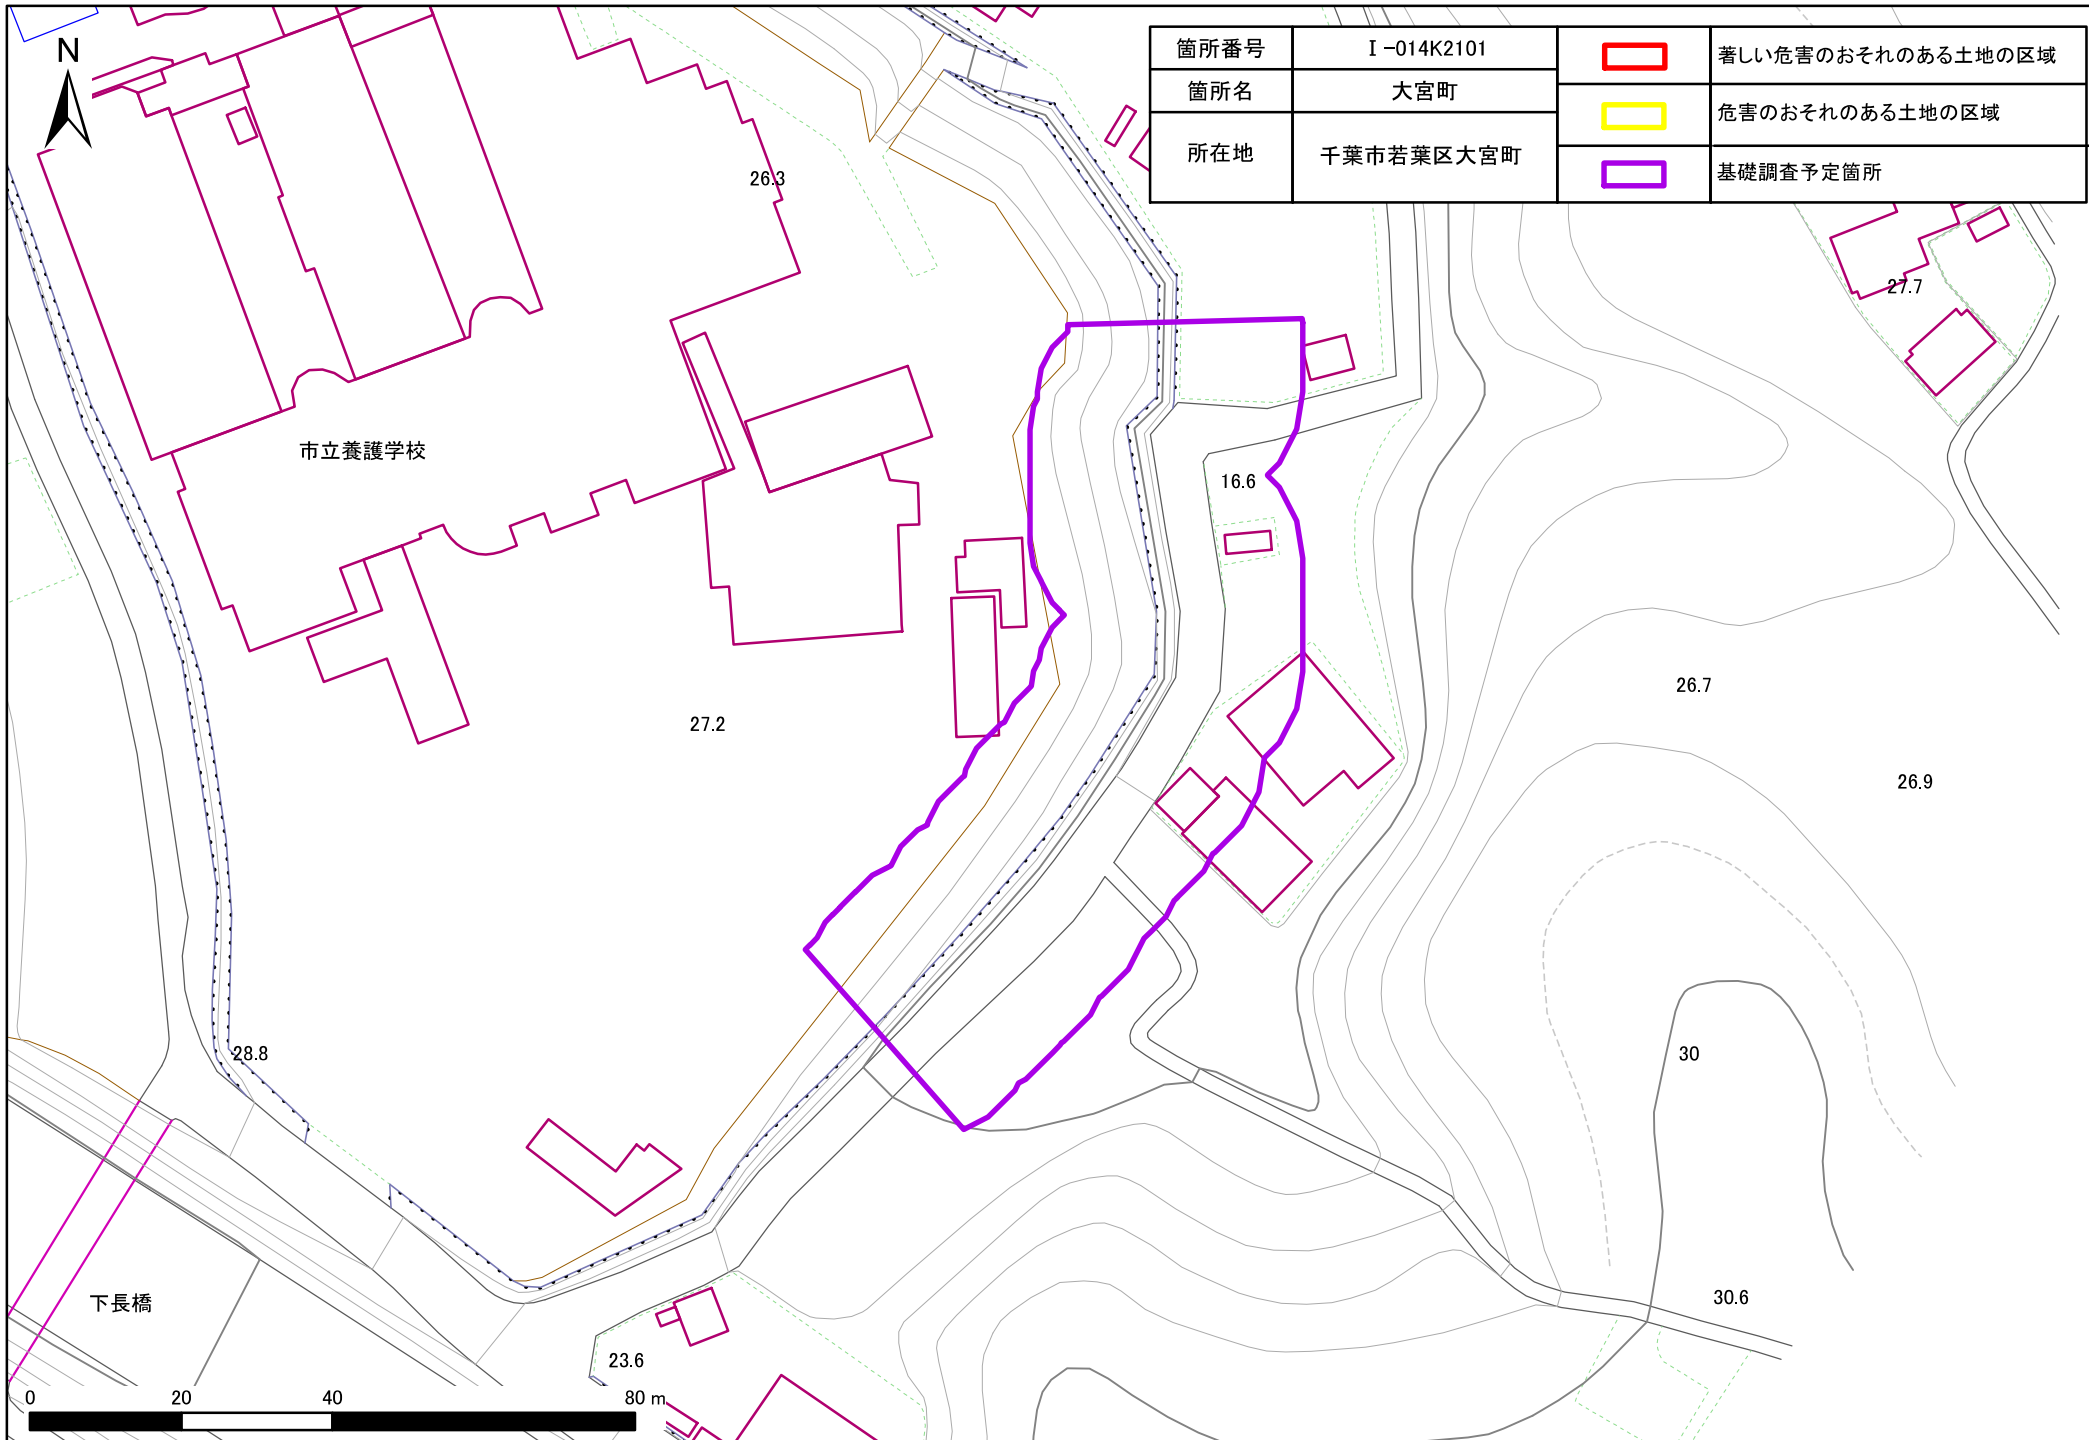 N
箇所番号
Ⅰ-014K2101
著しい危害のおそれのある土地の区域
箇所名
大宮町
危害のおそれのある土地の区域
所在地
千葉市若葉区大宮町
基礎調査予定箇所
26.3
27.7
市立養護学校
16.6
26.7
27.2
26.9
28.8
30
30.6
下長橋
23.6
0 20 40 80 m